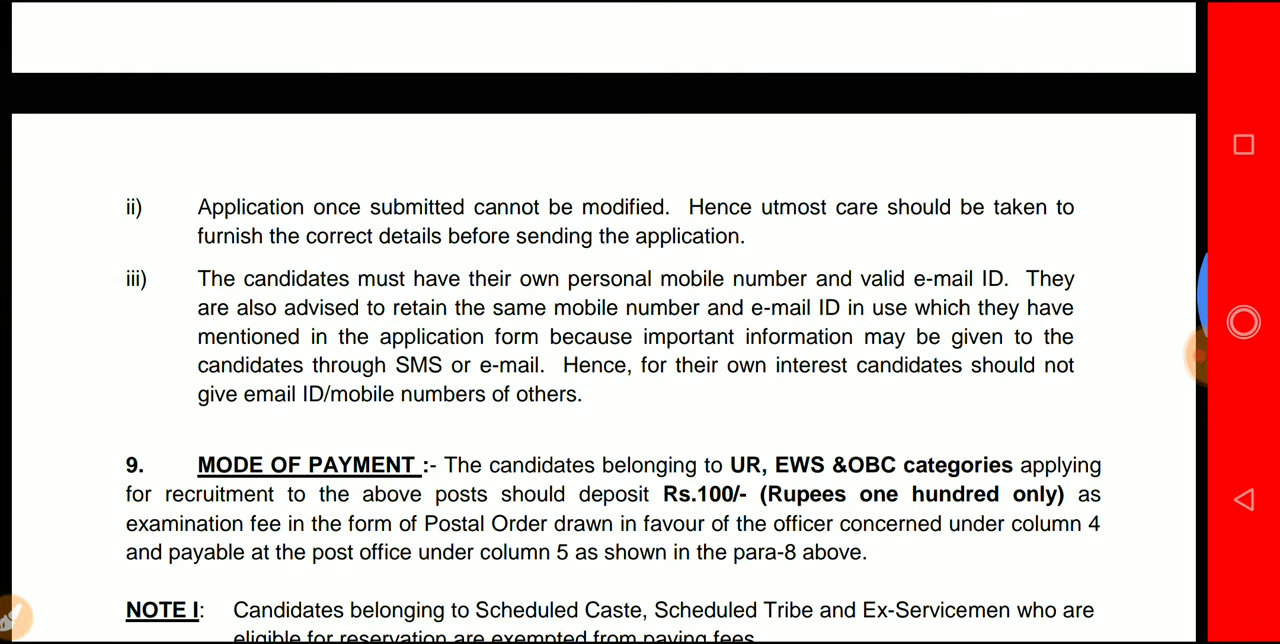 ii) Application once submitted cannot be modified. Hence utmost care should be taken to
furnish the correct details before sending the application.
iii) The candidates must have their own personal mobile number and valid e-mail ID. They
are also advised to retain the same mobile number and e-mail ID in use which they have
mentioned in the application form because important information may be given to the
candidates through SMS or e-mail. Hence, for their own interest candidates should not
give email ID/mobile numbers of others.
9. MODE OF PAYMENT :- The candidates belonging to UR, EWS &OBC categories applying
for recruitment to the above posts should deposit Rs.100/- (Rupees one hundred only) as
examination fee in the form of Postal Order drawn in favour of the officer concerned under column 4
and payable at the post office under column 5 as shown in the para-8 above.
NOTE I: Candidates belonging to Scheduled Caste, Scheduled Tribe and Ex-Servicemen who are
eligible for reservation are exempted from paying fees